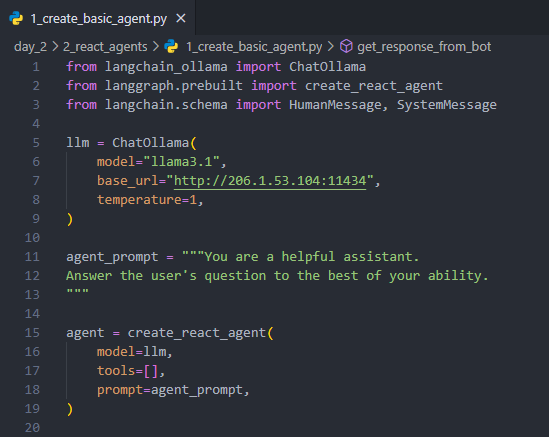 1_create_basic_agent.py ×
day_2 > 2_react_agents > 1_create_basic_agent.py > get_response_from_bot
1 from langchain_ollama import ChatOllama
2 from langgraph.prebuilt import create_react_agent
3 from langchain.schema import HumanMessage, SystemMessage
4
5 llm = ChatOllama(
6     model="llama3.1",
7     base_url="http://206.1.53.104:11434",
8     temperature=1,
9 )
10
11 agent_prompt = """You are a helpful assistant.
12 Answer the user's question to the best of your ability.
13 """
14
15 agent = create_react_agent(
16     model=llm,
17     tools=[],
18     prompt=agent_prompt,
19 )
20